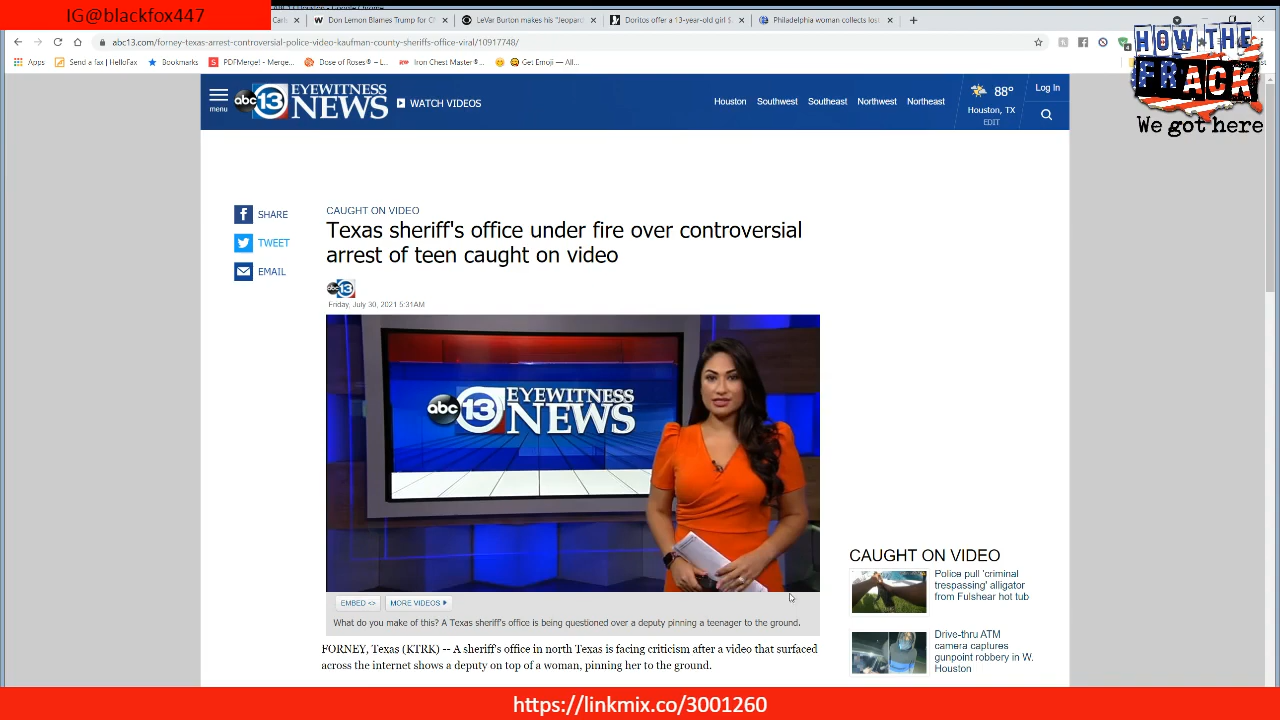 IG@blackfox447
Don Lemon Blames Trump for C
LeVar Burton makes his "Jeopard
Doritos offer a 13-year-old girl $
Philadelphia woman collects lost
abc13.com/forney-texas-arrest-controversial-police-video-kaufman-county-sheriffs-office-viral/10917748/
Apps
Send a fax | HelloFax
Bookmarks
PDFMerge! - Merge...
Dose of Roses® – L...
Iron Chest Master®...
Get Emoji — All...
HOW THE
FRACK
We got here
menu
abc 13 EYEWITNESS NEWS
WATCH VIDEOS
Houston
Southwest
Southeast
Northwest
Northeast
88°
Houston, TX
EDIT
Log In
SHARE
TWEET
EMAIL
CAUGHT ON VIDEO
Texas sheriff's office under fire over controversial
arrest of teen caught on video
abc 13
Friday, July 30, 2021 5:31AM
abc 13 EYEWITNESS
NEWS
EMBED <>
MORE VIDEOS
What do you make of this? A Texas sheriff's office is being questioned over a deputy pinning a teenager to the ground.
FORNEY, Texas (KTRK) -- A sheriff's office in north Texas is facing criticism after a video that surfaced
across the internet shows a deputy on top of a woman, pinning her to the ground.
CAUGHT ON VIDEO
Police pull 'criminal
trespassing' alligator
from Fulshear hot tub
Drive-thru ATM
camera captures
gunpoint robbery in W.
Houston
https://linkmix.co/3001260